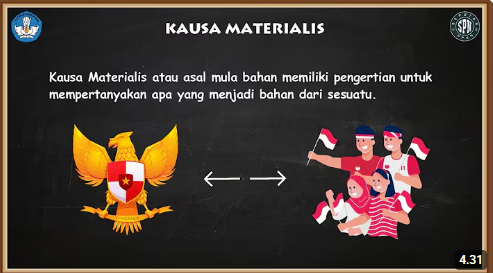 KAUSA MATERIALIS
SPN
Kausa Materialis atau asal mula bahan memiliki pengertian untuk
mempertanyakan apa yang menjadi bahan dari sesuatu.
4.31